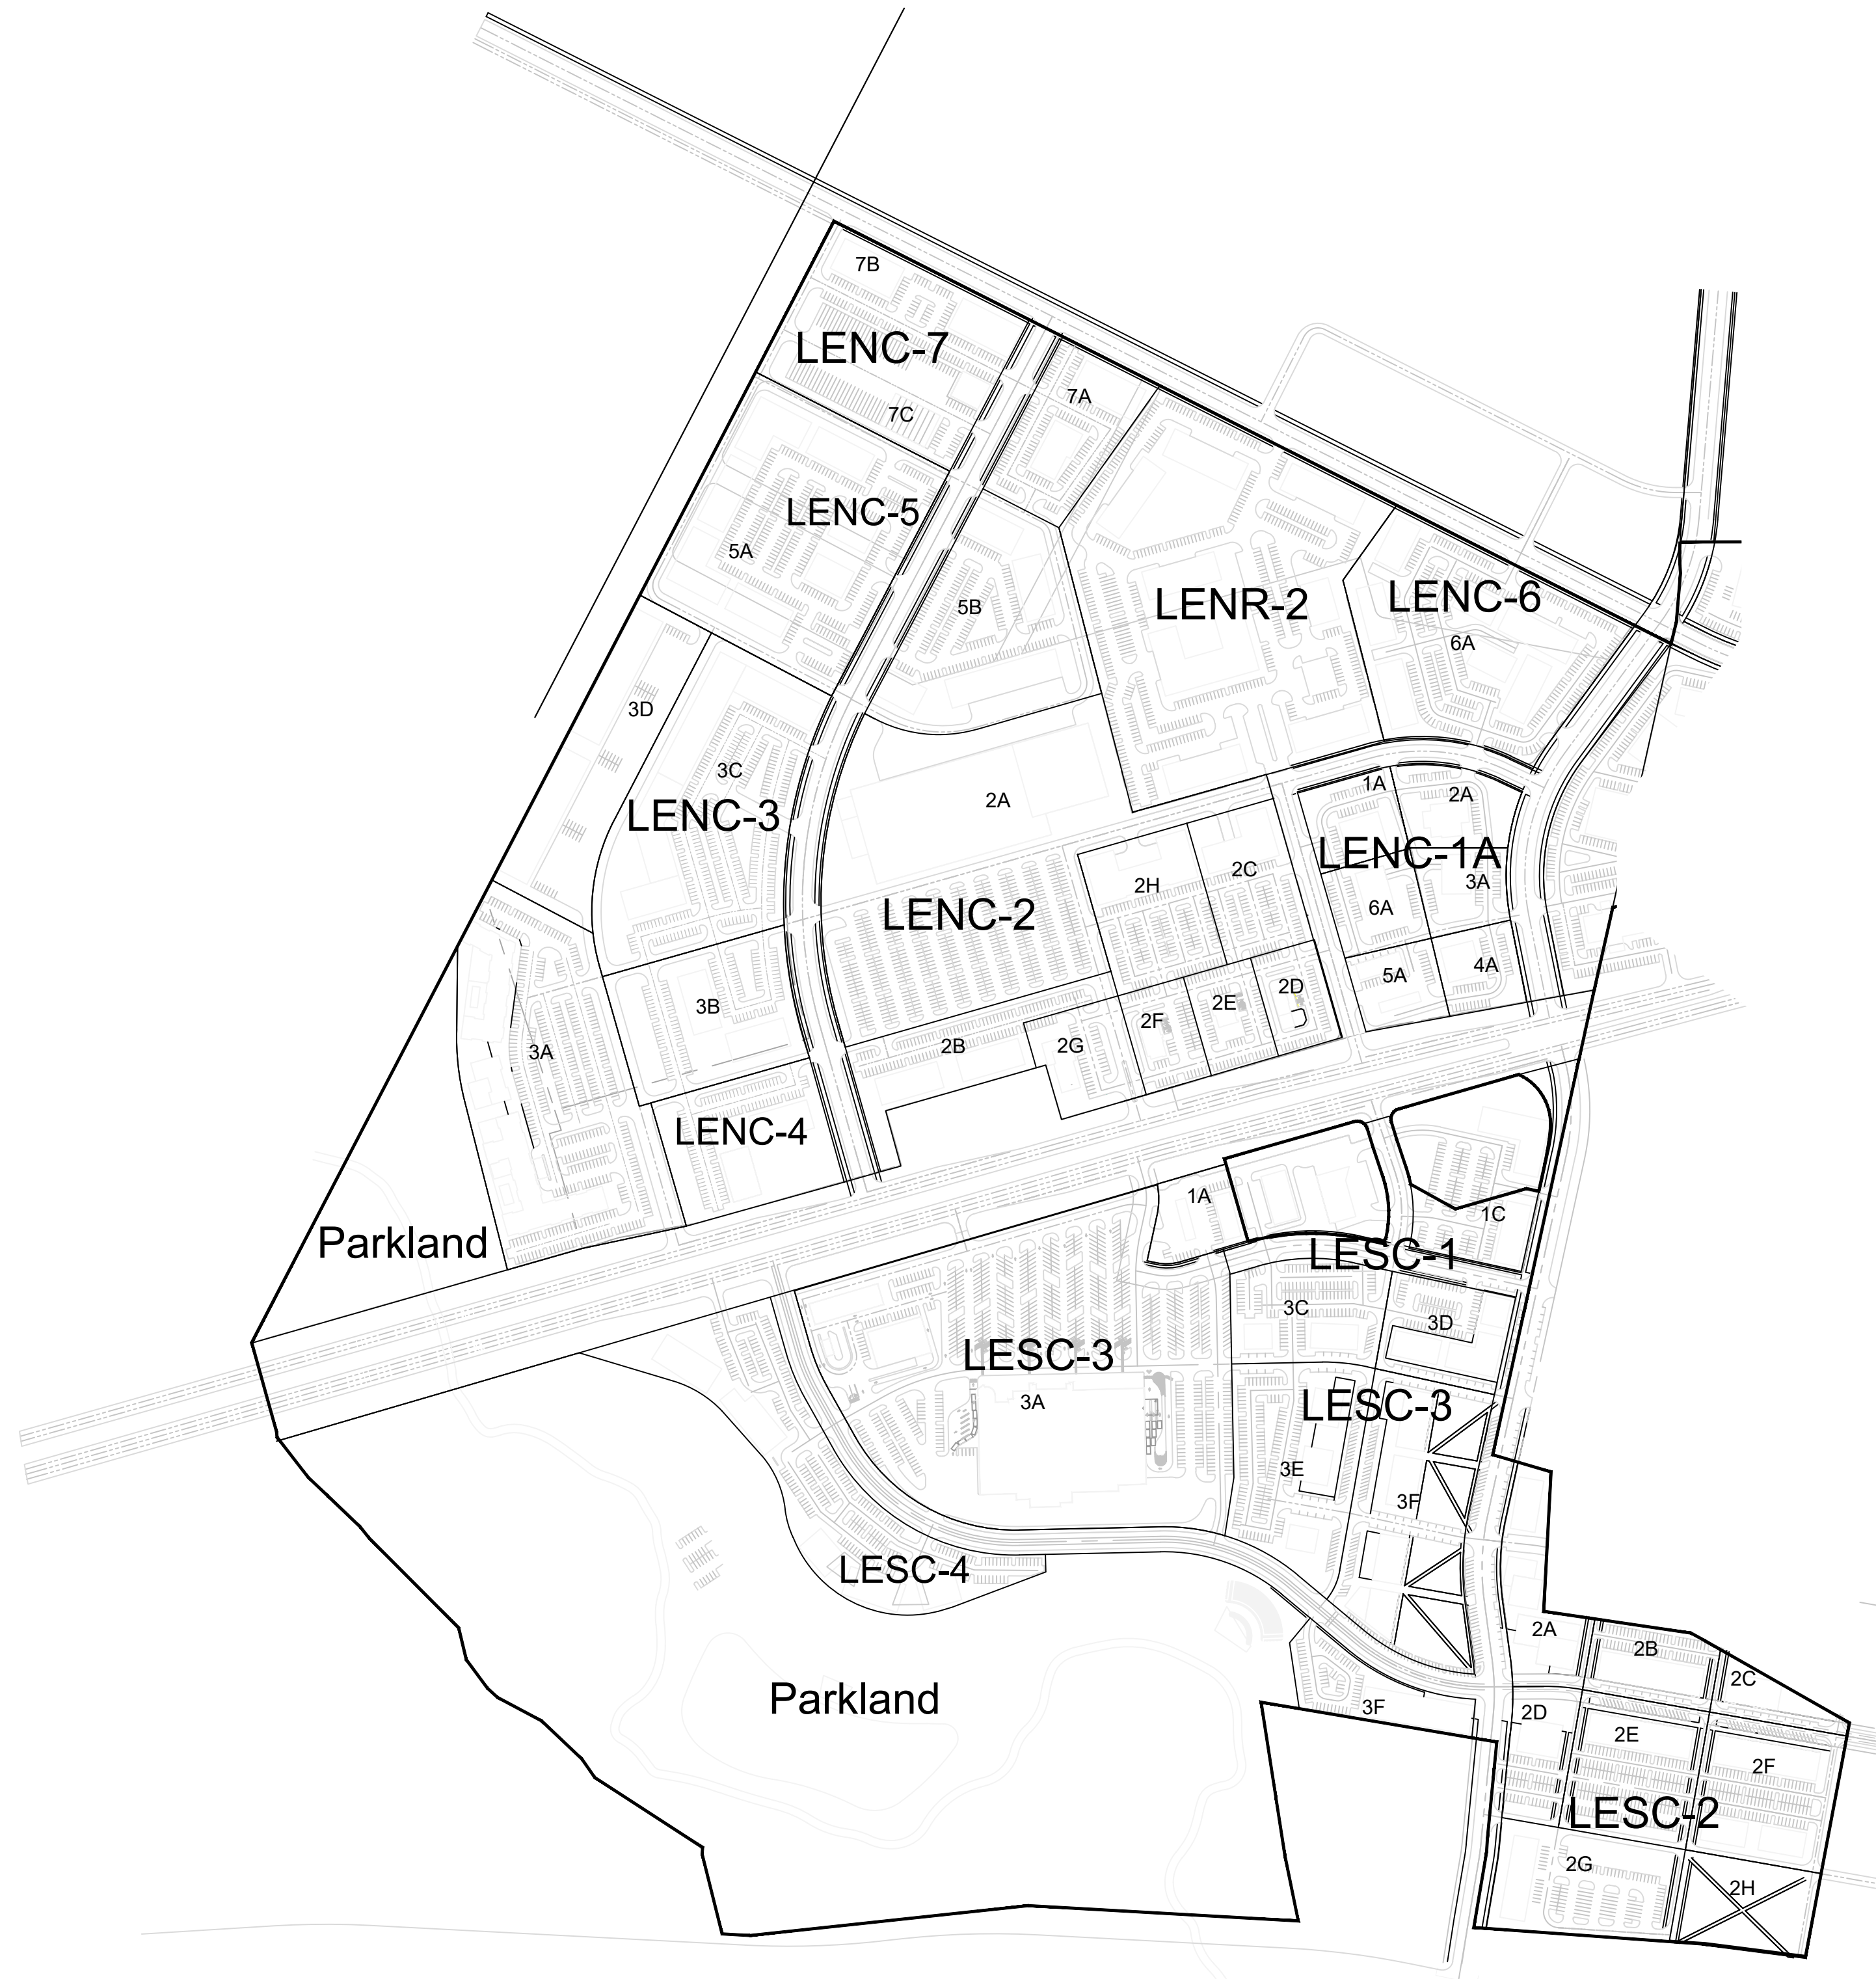 7B
LENC-7
7A
7C
LENC-5
5A
5B
LENR-2
LENC-6
6A
3D
3C
LENC-3
2A
1A
2A
LENC-1A
2H
2C
3A
6A
LENC-2
5A
4A
3B
2D
2E
2F
2B
2G
3A
LENC-4
Parkland
1A
1C
LESC-1
3C
3D
LESC-3
3A
LESC-3
3E
3F
LESC-4
Parkland
2A
2B
2C
3F
2D
2E
2F
LESC-2
2G
2H